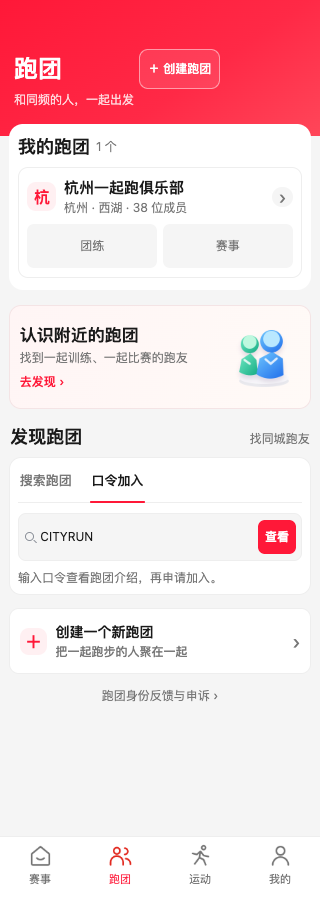 跑团
+ 创建跑团
和同频的人，一起出发
我的跑团 1 个
杭
杭州一起跑俱乐部
杭州 · 西湖 · 38 位成员
›
团练
赛事
认识附近的跑团
找到一起训练、一起比赛的跑友
去发现 ›
发现跑团
找同城跑友
搜索跑团
口令加入
CITYRUN
查看
输入口令查看跑团介绍，再申请加入。
+
创建一个新跑团
把一起跑步的人聚在一起
›
跑团身份反馈与申诉 ›
赛事
跑团
运动
我的